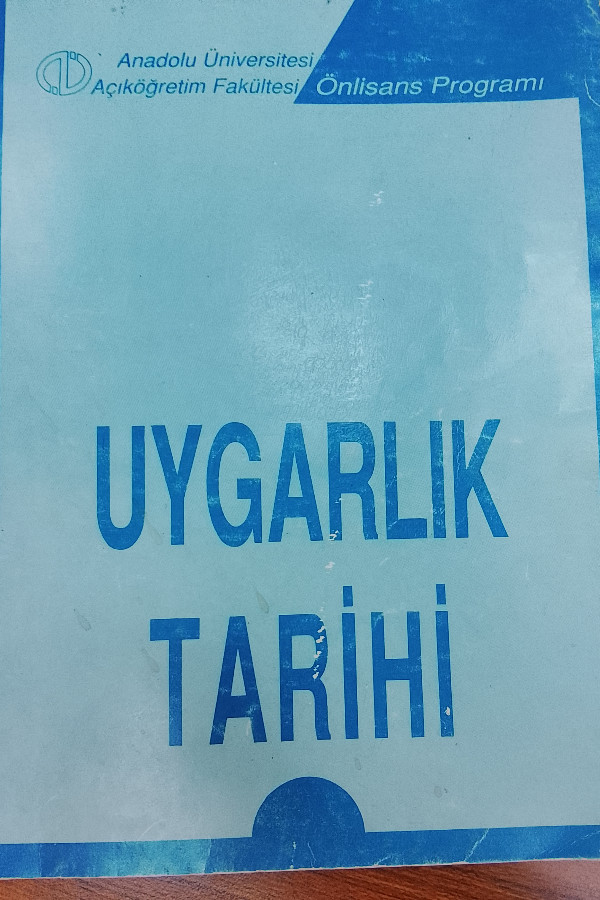 Anadolu Üniversitesi
Açıköğretim Fakültesi
Önlisans Programı
UYGARLIK
TARİHİ